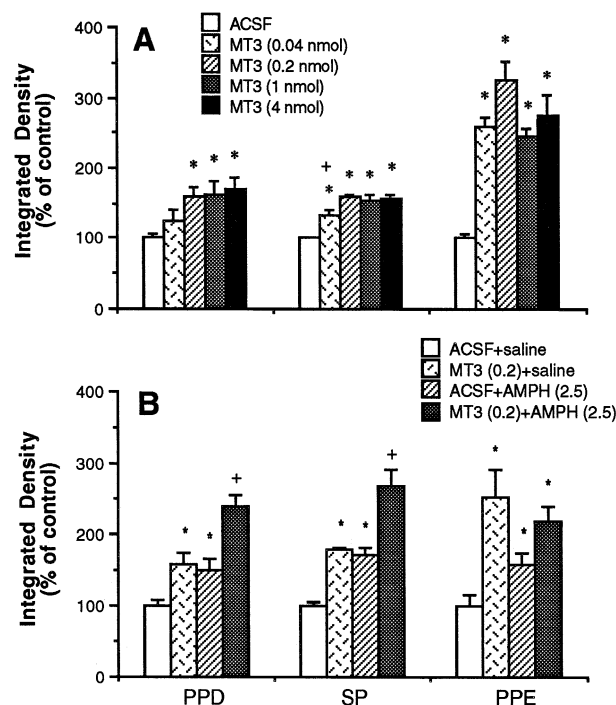 A
ACSF
MT3 (0.04 nmol)
MT3 (0.2 nmol)
MT3 (1 nmol)
MT3 (4 nmol)
Integrated Density
(% of control)
400
300
200
100
0
*
*
*
+
*
*
*
*
*
*
*
*
B
ACSF+saline
MT3 (0.2)+saline
ACSF+AMPH (2.5)
MT3 (0.2)+AMPH (2.5)
Integrated Density
(% of control)
400
300
200
100
0
*
*
+
*
*
+
*
*
*
PPD
SP
PPE